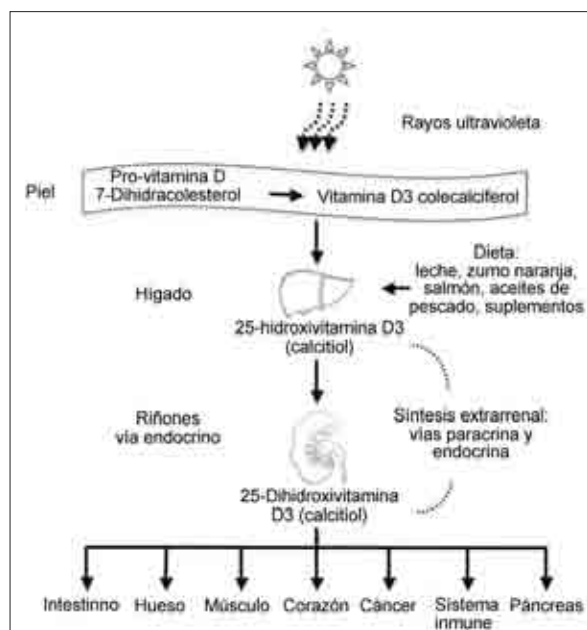 Rayos ultravioleta
Piel
Pro-vitamina D
7-Dihidracolesterol
Vitamina D3 colecalciferol
Hígado
Dieta:
leche, zumo naranja,
salmón, aceites de
pescado, suplementos
25-hidroxivitamina D3
(calcitiol)
Riñones
vía endocrino
Síntesis extrarrenal:
vías paracrina y
endocrina
25-Dihidroxivitamina
D3 (calcitiol)
Intestinno
Hueso
Músculo
Corazón
Cáncer
Sistema
inmune
Páncreas